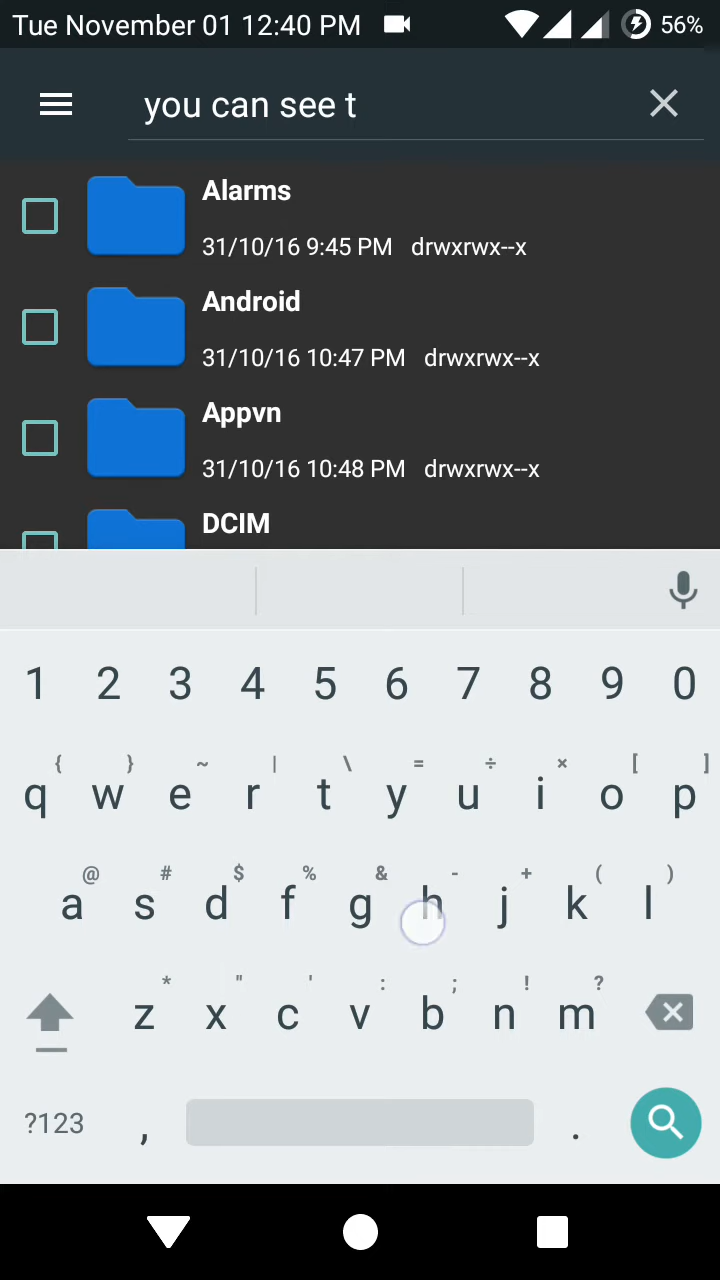 Tue November 01 12:40 PM 56%
you can see t
Alarms
31/10/16 9:45 PM drwxrwx--x
Android
31/10/16 10:47 PM drwxrwx--x
Appvn
31/10/16 10:48 PM drwxrwx--x
DCIM
1 2 3 4 5 6 7 8 9 0
{ } ~ | \ = ÷ × [ ]
q w e r t y u i o p
@ # $ % & - + ( )
a s d f g h j k l
* " ' : ; ! ?
z x c v b n m
?123 , .